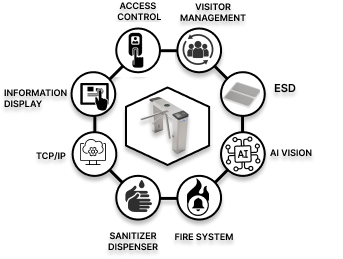 ACCESS
CONTROL
VISITOR
MANAGEMENT
INFORMATION
DISPLAY
ESD
TCP/IP
AI
AI VISION
SANITIZER
DISPENSER
FIRE SYSTEM